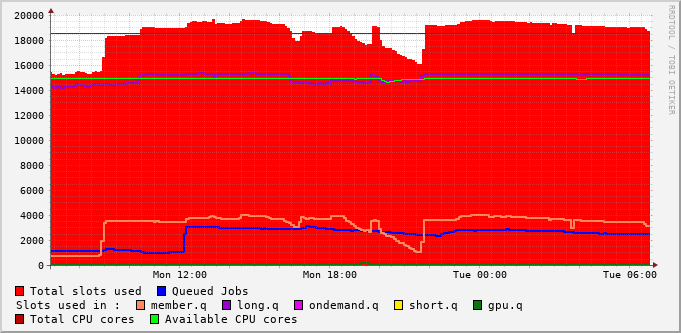 20000
18000
16000
14000
12000
10000
8000
6000
4000
2000
0
Mon 12:00 Mon 18:00 Tue 00:00 Tue 06:00
RRDTOOL / TOBI OETIKER
Total slots used Queued Jobs
Slots used in : member.q long.q ondemand.q short.q gpu.q
Total CPU cores Available CPU cores